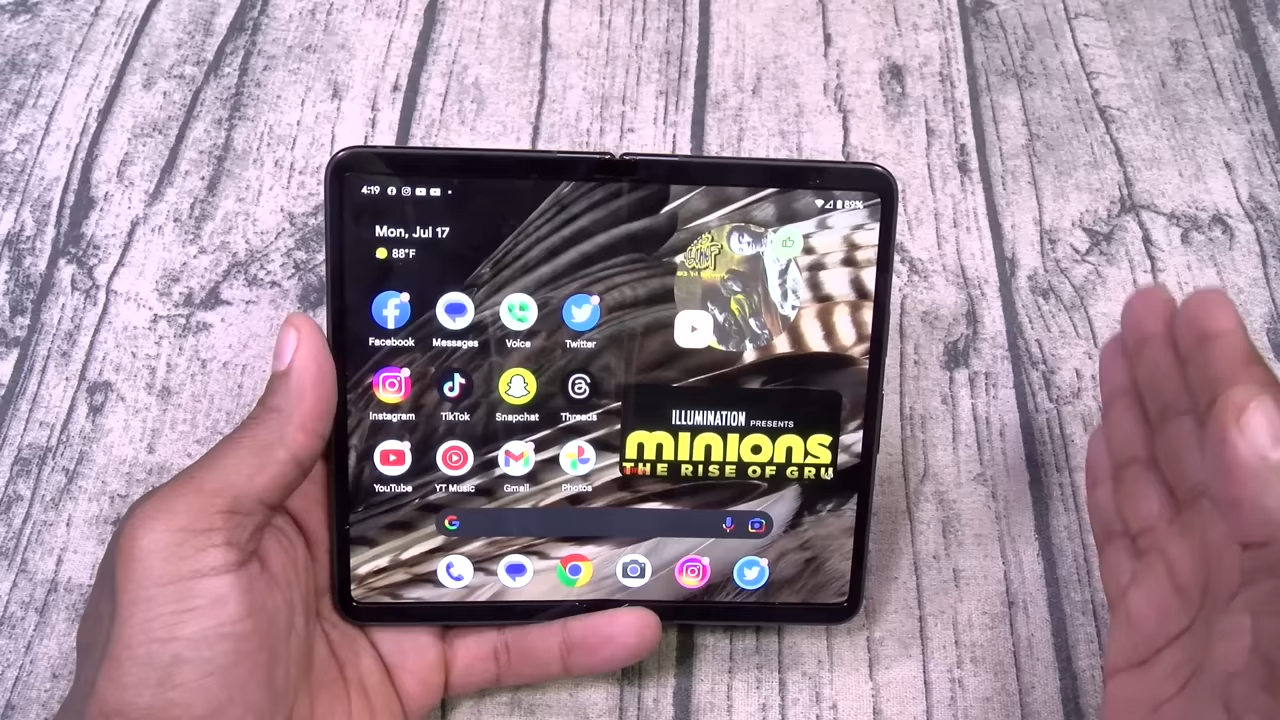 4:19
89%
Mon, Jul 17
88°F
Facebook
Messages
Voice
Twitter
Instagram
TikTok
Snapchat
Threads
ILLUMINATION PRESENTS
MINIONS
THE RISE OF GRU
YouTube
YT Music
Gmail
Photos